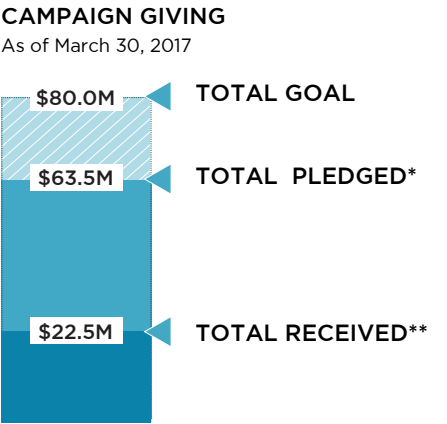 CAMPAIGN GIVING
As of March 30, 2017
$80.0M TOTAL GOAL
$63.5M TOTAL PLEDGED*
$22.5M TOTAL RECEIVED**